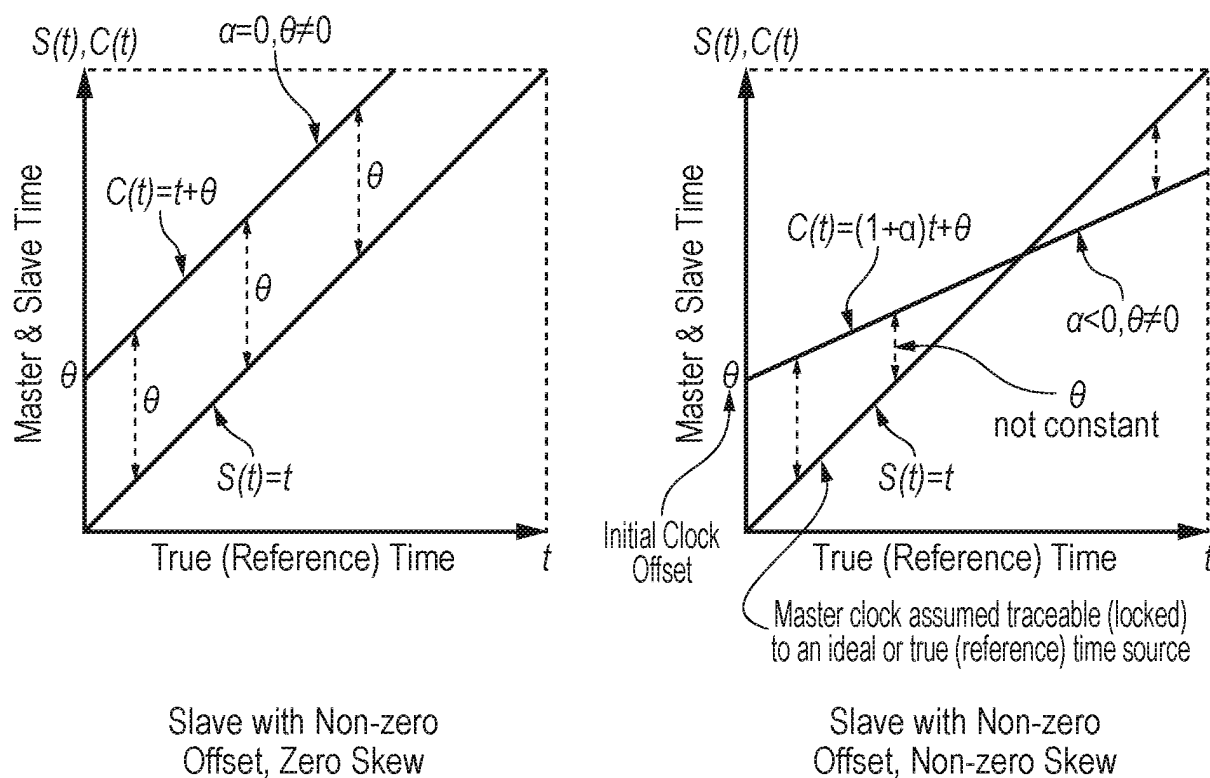 S(t),C(t)
α=0,θ≠0
C(t)=t+θ
θ
θ
θ
θ
S(t)=t
Master & Slave Time
True (Reference) Time
t
Slave with Non-zero
Offset, Zero Skew
S(t),C(t)
C(t)=(1+α)t+θ
α<0,θ≠0
θ
θ
not constant
S(t)=t
Master & Slave Time
Initial Clock
Offset
True (Reference) Time
t
Master clock assumed traceable (locked)
to an ideal or true (reference) time source
Slave with Non-zero
Offset, Non-zero Skew